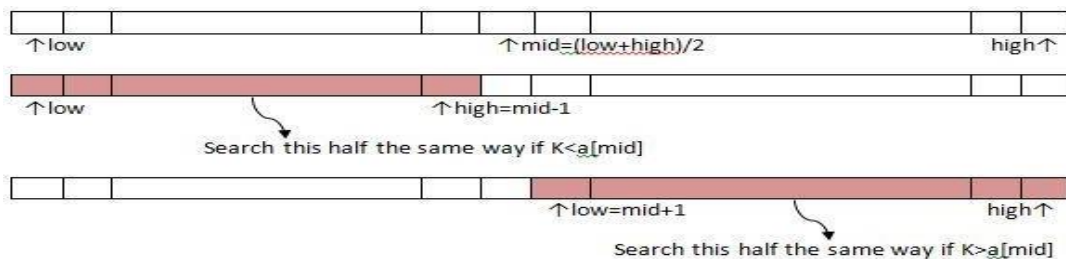 ↑low ↑mid=(low+high)/2 high↑
↑low ↑high=mid-1
Search this half the same way if K<a[mid]
↑low=mid+1 high↑
Search this half the same way if K>a[mid]